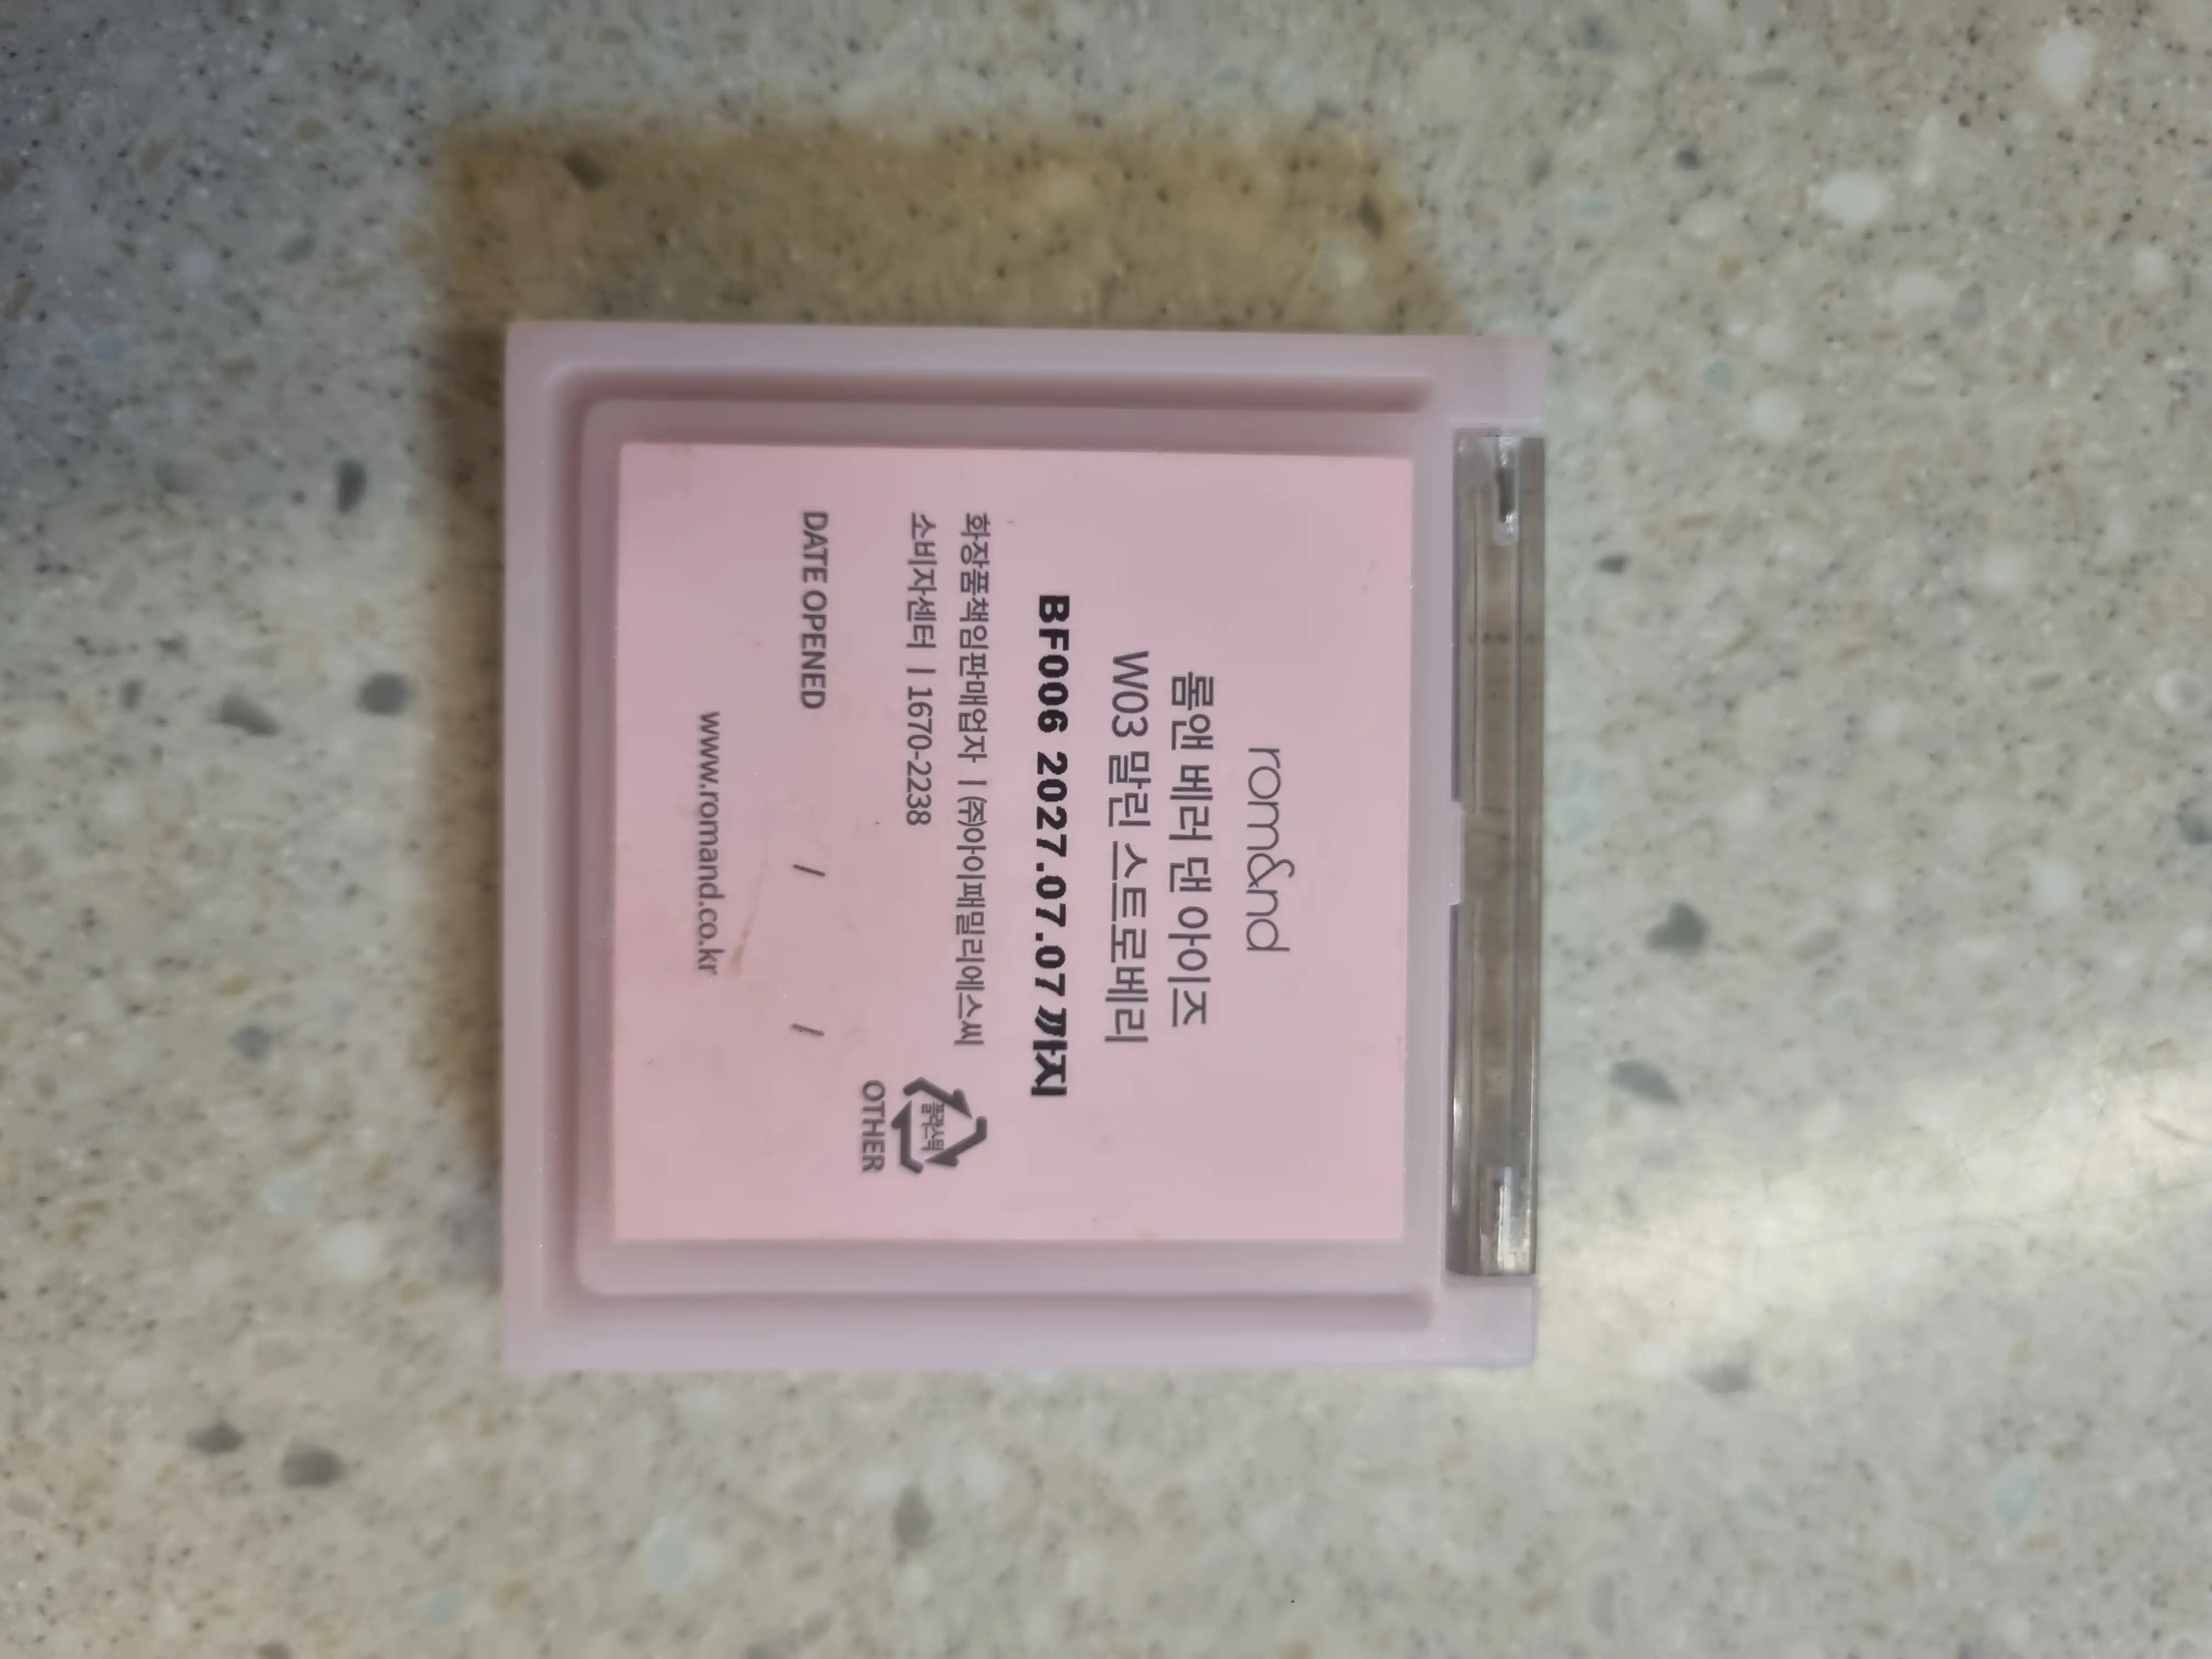 rom&nd
롬앤 베러 댄 아이즈
W03 말린 스트로베리
BF006 2027.07.07 까지
화장품책임판매업자 | ㈜아이패밀리에스씨
소비자센터 | 1670-2238
플라스틱
OTHER
DATE OPENED / /
www.romand.co.kr